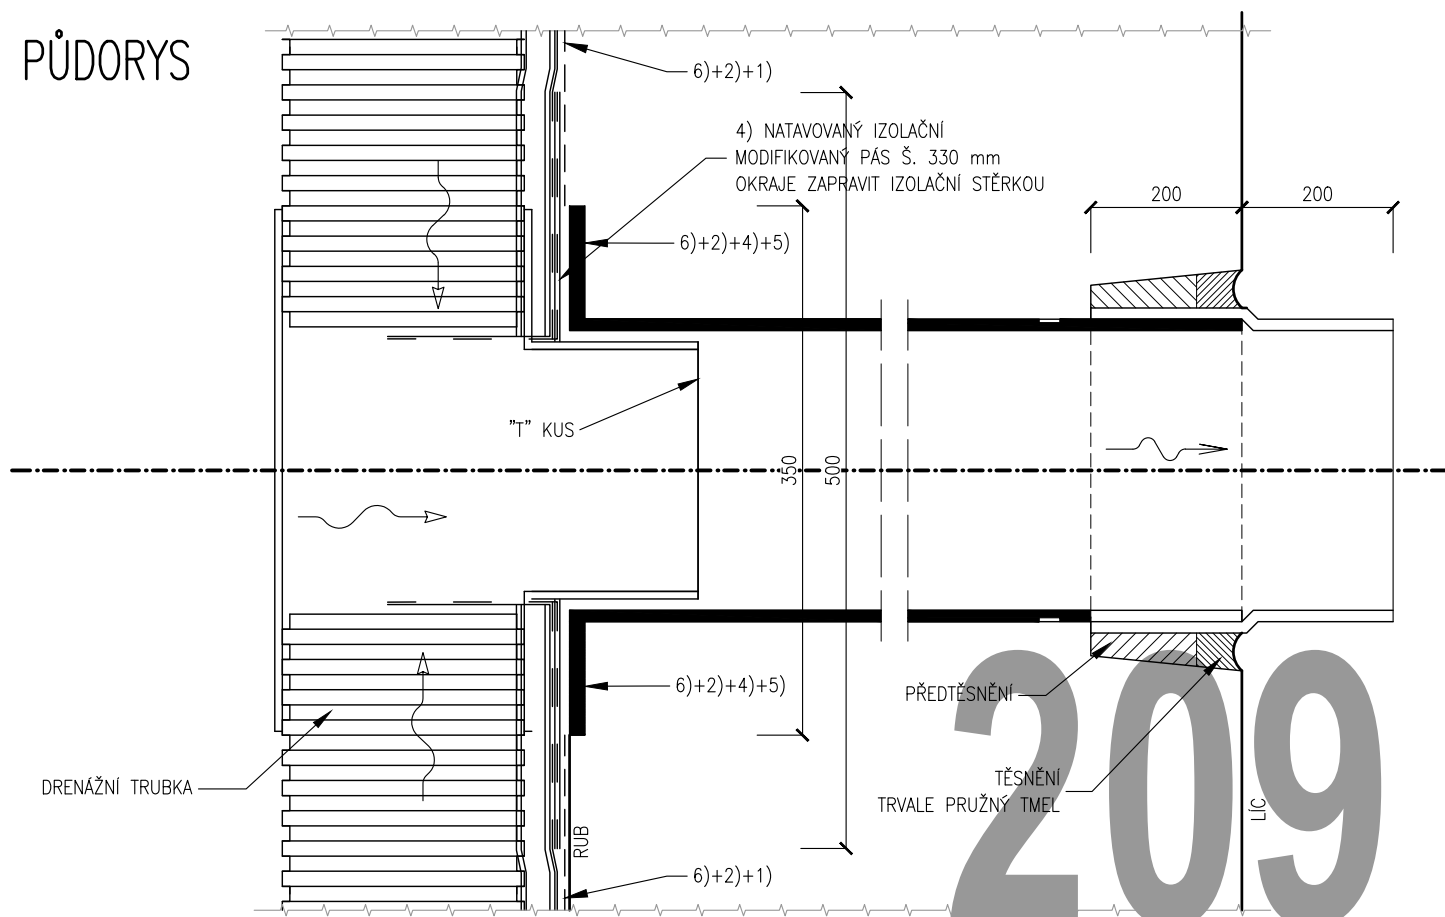 PŮDORYS
6)+2)+1)
4) NATAVOVANÝ IZOLAČNÍ
MODIFIKOVANÝ PÁS Š. 330 mm
OKRAJE ZAPRAVIT IZOLAČNÍ STĚRKOU
200
200
6)+2)+4)+5)
"T" KUS
350
500
6)+2)+4)+5)
PŘEDTĚSNĚNÍ
DRENÁŽNÍ TRUBKA
TĚSNĚNÍ
TRVALE PRUŽNÝ TMEL
LÍC
RUB
6)+2)+1)
209